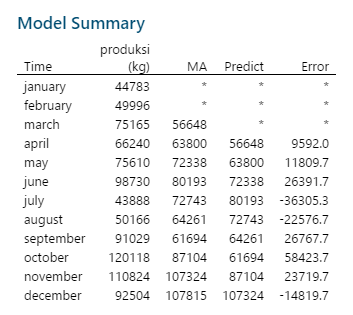 Model Summary
produksi
Time (kg) MA Predict Error
january 44783 * * *
february 49996 * * *
march 75165 56648 * *
april 66240 63800 56648 9592.0
may 75610 72338 63800 11809.7
june 98730 80193 72338 26391.7
july 43888 72743 80193 -36305.3
august 50166 64261 72743 -22576.7
september 91029 61694 64261 26767.7
october 120118 87104 61694 58423.7
november 110824 107324 87104 23719.7
december 92504 107815 107324 -14819.7